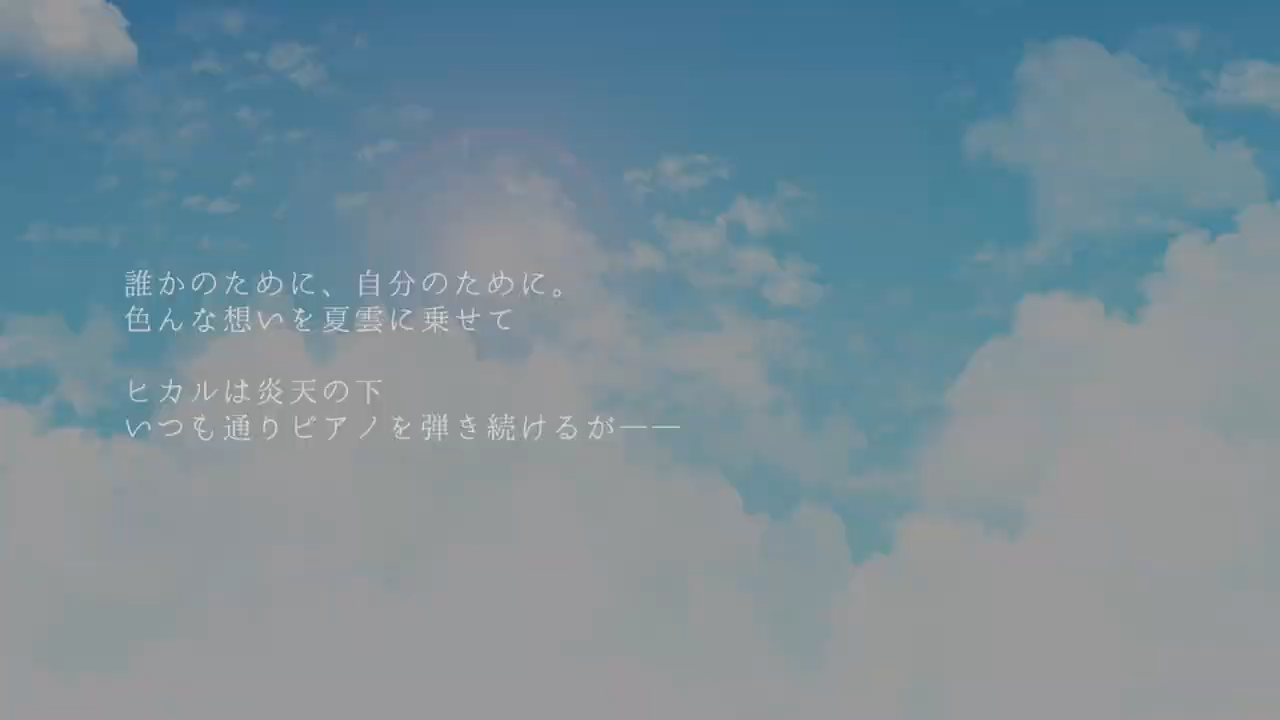 誰かのために、自分のために。
色んな想いを夏雲に乗せて
ヒカルは炎天の下
いつも通りピアノを弾き続けるが――